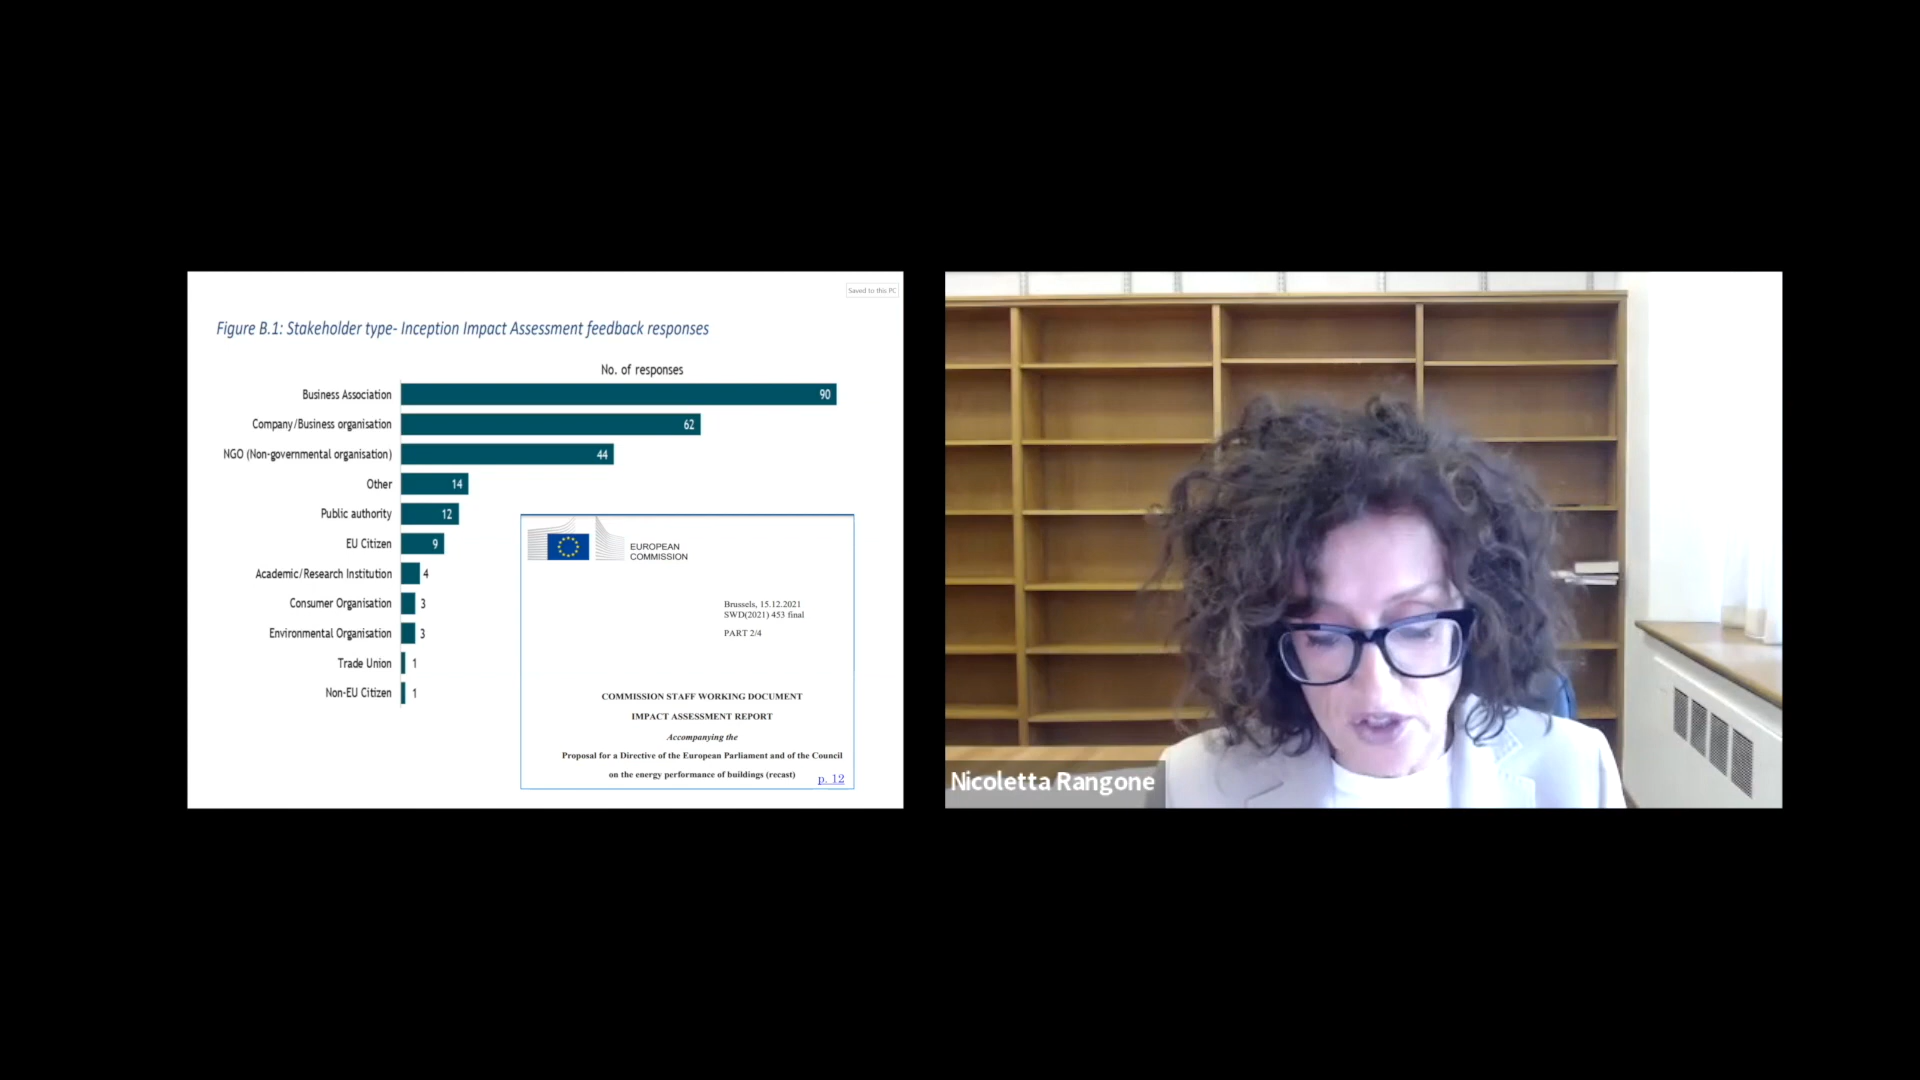 Saved to this PC
Figure B.1: Stakeholder type- Inception Impact Assessment feedback responses
No. of responses
Business Association 90
Company/Business organisation 62
NGO (Non-governmental organisation) 44
Other 14
Public authority 12
EU Citizen 9
Academic/Research Institution 4
Consumer Organisation 3
Environmental Organisation 3
Trade Union 1
Non-EU Citizen 1
EUROPEAN
COMMISSION
Brussels, 15.12.2021
SWD(2021) 453 final
PART 2/4
COMMISSION STAFF WORKING DOCUMENT
IMPACT ASSESSMENT REPORT
Accompanying the
Proposal for a Directive of the European Parliament and of the Council
on the energy performance of buildings (recast)
p. 12
Nicoletta Rangone